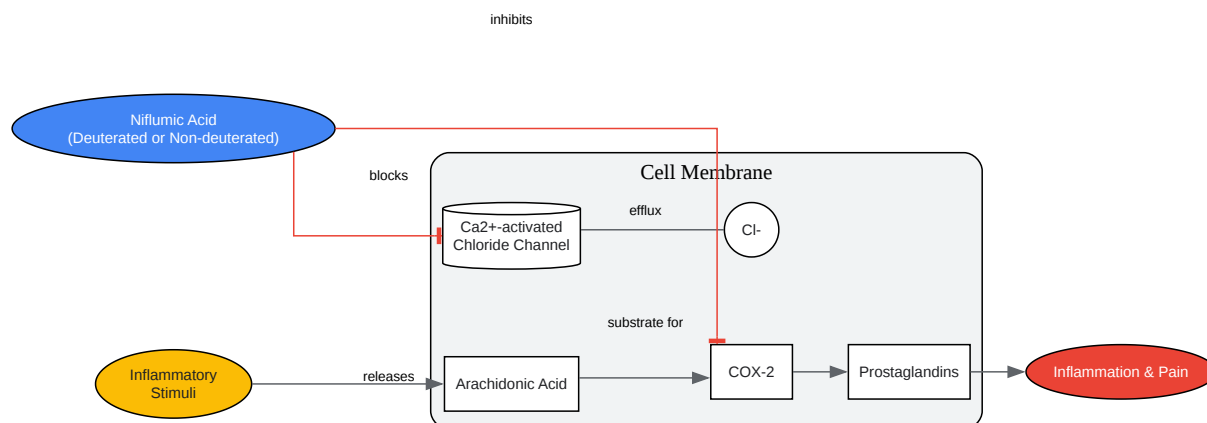 inhibits
Niflumic Acid
(Deuterated or Non-deuterated)
blocks
Cell Membrane
Ca2+-activated
Chloride Channel
efflux
Cl-
substrate for
Inflammatory
Stimuli
releases
Arachidonic Acid
COX-2
Prostaglandins
Inflammation & Pain